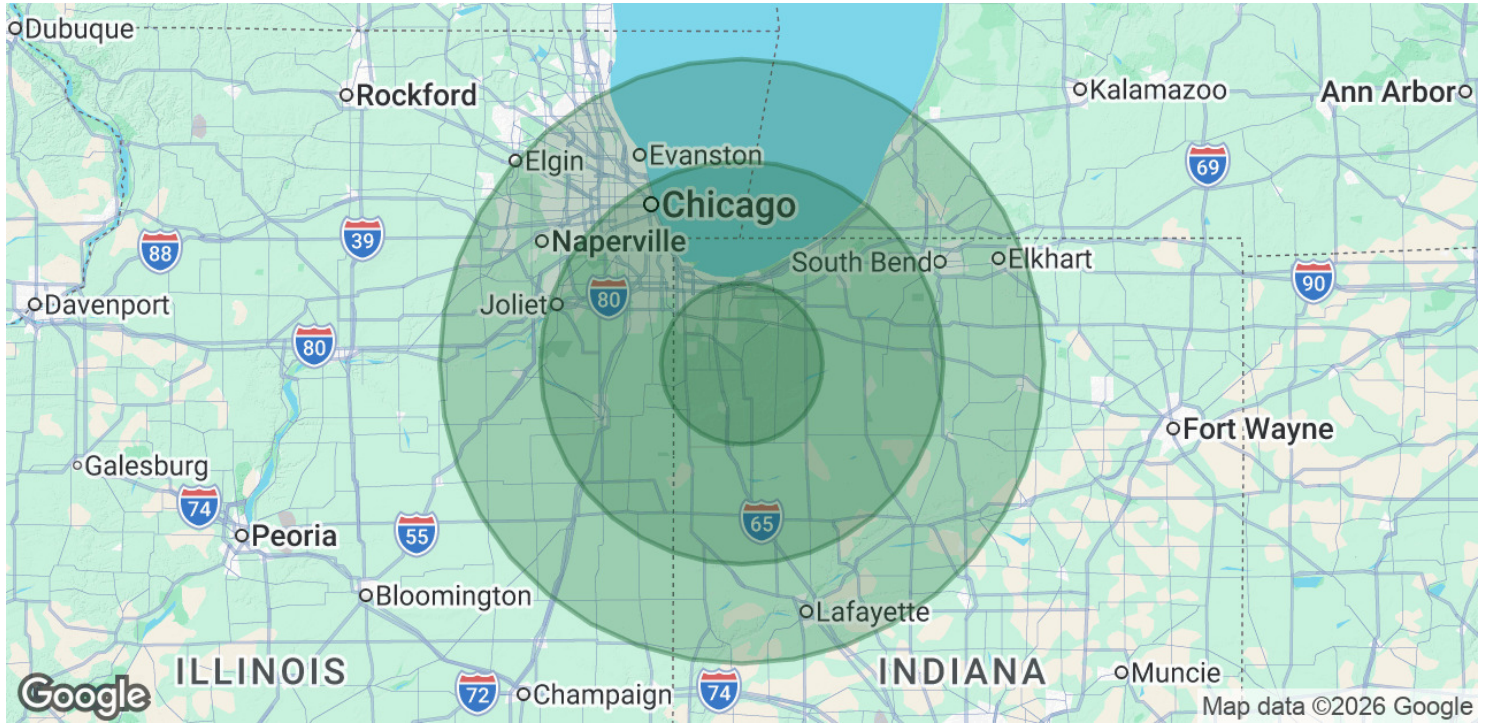 Dubuque
Rockford
Kalamazoo
Ann Arbor
Elgin
Evanston
69
Chicago
39
88
Naperville
South Bend
Elkhart
90
Davenport
Joliet
80
80
Fort Wayne
Galesburg
74
65
Peoria
55
Bloomington
Lafayette
ILLINOIS
INDIANA
Muncie
72
Champaign
74
Google
Map data ©2026 Google